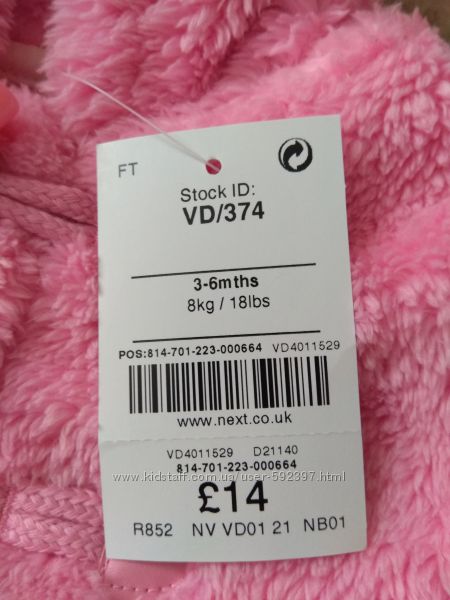 FT
Stock ID:
VD/374
3-6mths
8kg / 18lbs
POS:814-701-223-000664 VD4011529
www.next.co.uk
VD4011529 D21140
814-701-223-000664
www.kidstaff.com.ua/user-592397.html
£14
R852 NV VD01 21 NB01